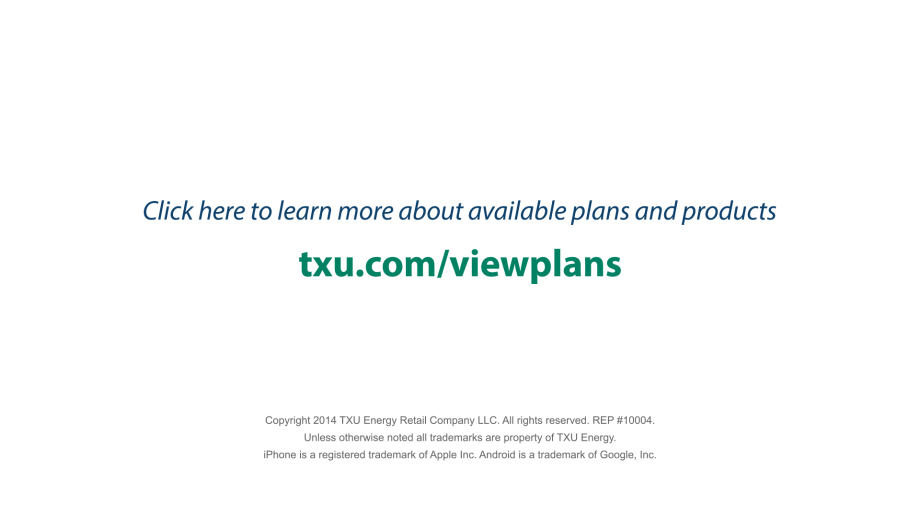 Click here to learn more about available plans and products
txu.com/viewplans
Copyright 2014 TXU Energy Retail Company LLC. All rights reserved. REP #10004.
Unless otherwise noted all trademarks are property of TXU Energy.
iPhone is a registered trademark of Apple Inc. Android is a trademark of Google, Inc.